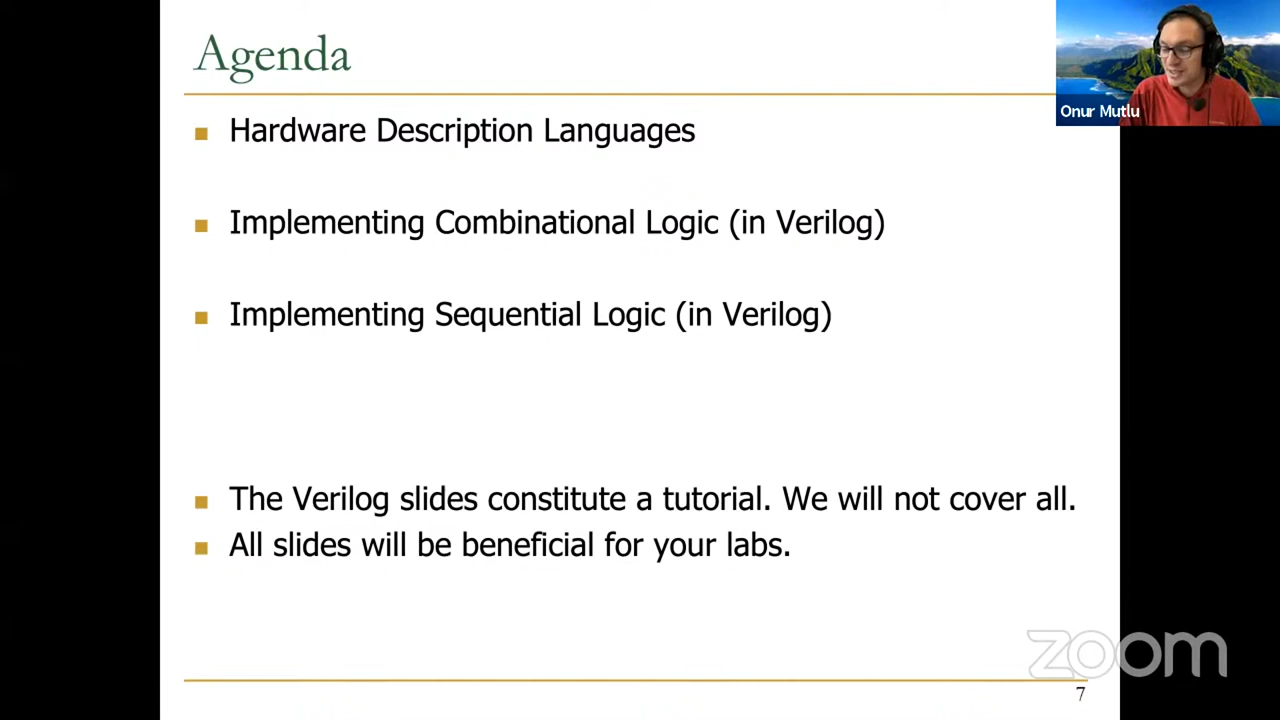 Agenda
Onur Mutlu
Hardware Description Languages
Implementing Combinational Logic (in Verilog)
Implementing Sequential Logic (in Verilog)
The Verilog slides constitute a tutorial. We will not cover all.
All slides will be beneficial for your labs.
zoom
7